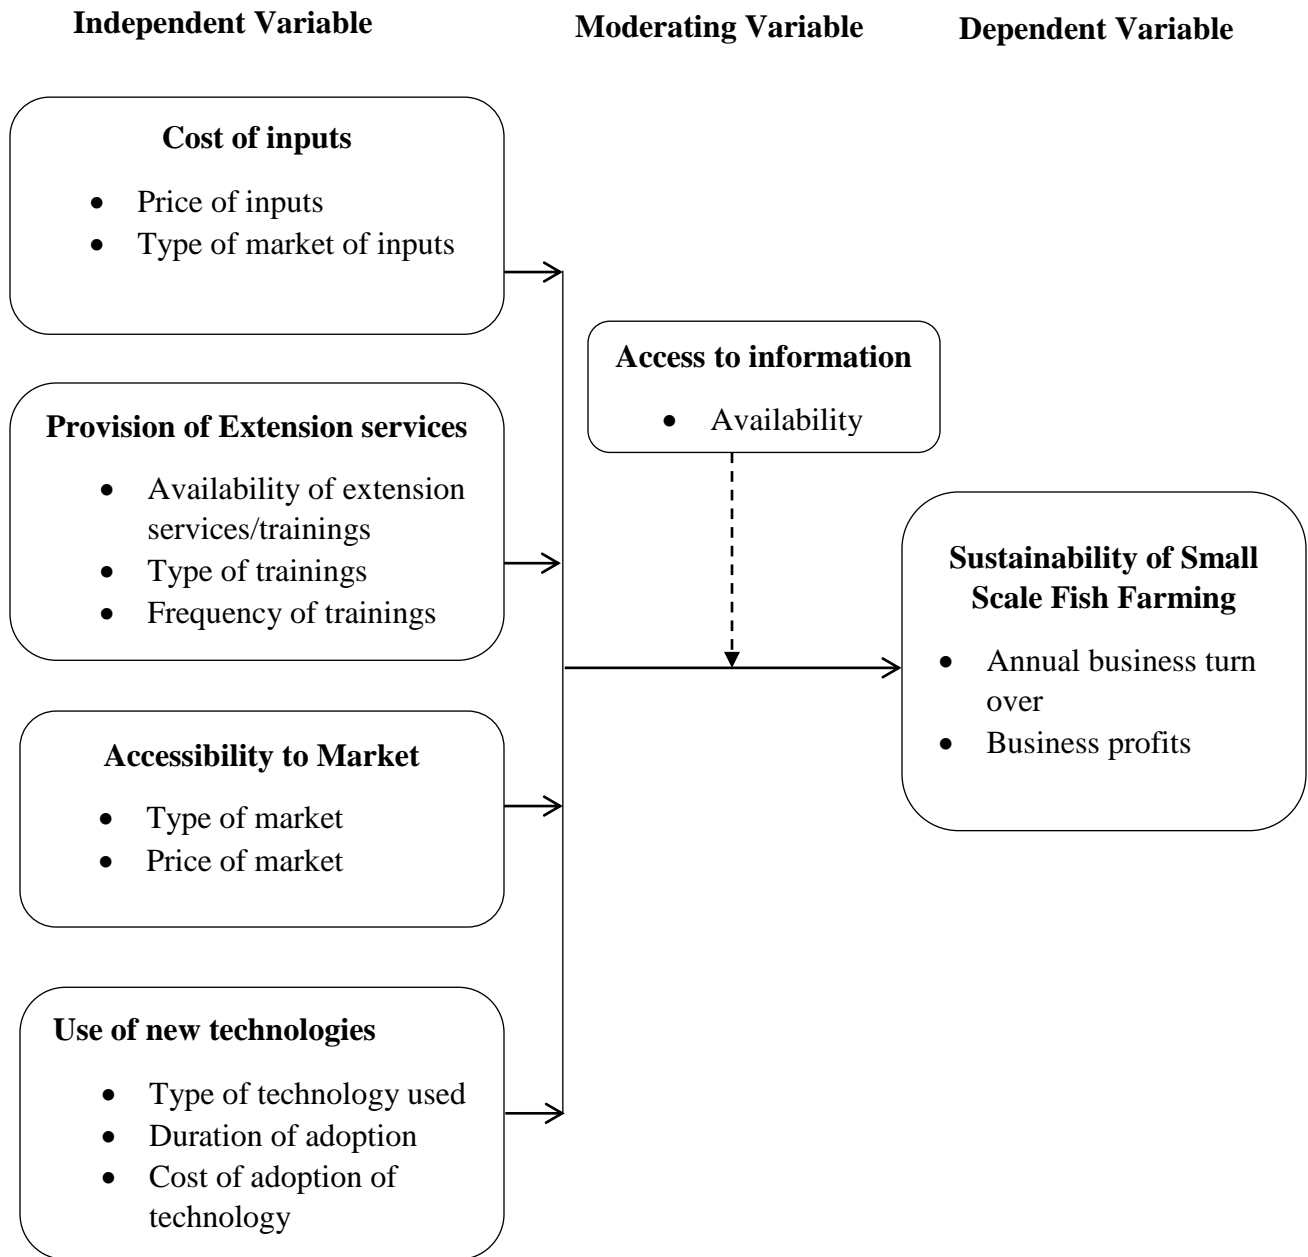 Independent Variable
Moderating Variable
Dependent Variable
Cost of inputs
• Price of inputs
• Type of market of inputs
Provision of Extension services
• Availability of extension
services/trainings
• Type of trainings
• Frequency of trainings
Accessibility to Market
• Type of market
• Price of market
Use of new technologies
• Type of technology used
• Duration of adoption
• Cost of adoption of
technology
Access to information
• Availability
Sustainability of Small
Scale Fish Farming
• Annual business turn
over
• Business profits